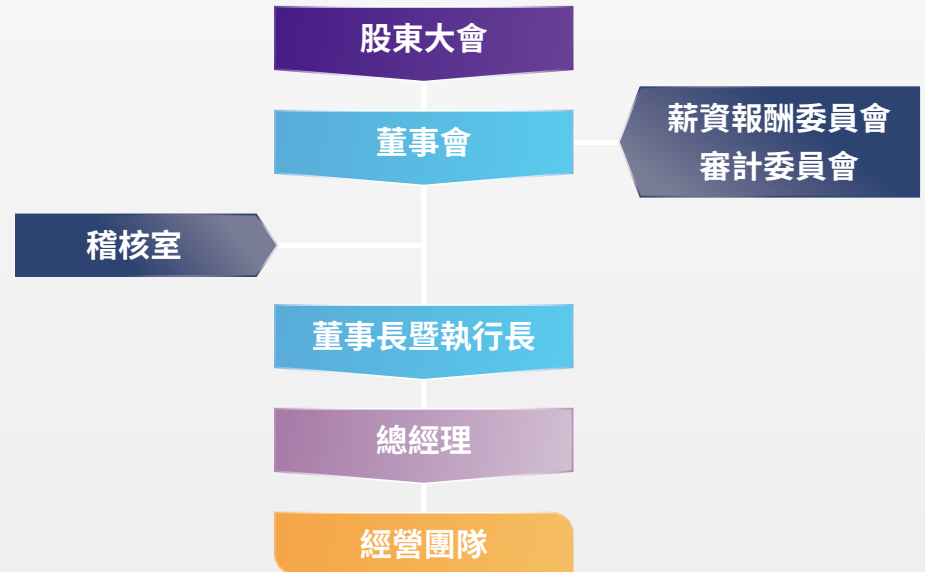 股東大會
董事會
薪資報酬委員會
審計委員會
稽核室
董事長暨執行長
總經理
經營團隊